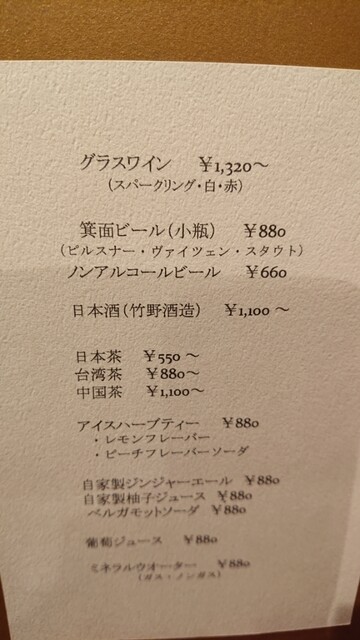 グラスワイン ￥1,320～
(スパークリング・白・赤)
箕面ビール(小瓶) ￥880
(ピルスナー・ヴァイツェン・スタウト)
ノンアルコールビール ￥660
日本酒(竹野酒造) ￥1,100 ～
日本茶 ￥550 ～
台湾茶 ￥880～
中国茶 ￥1,100～
アイスハーブティー ￥880
・レモンフレーバー
・ピーチフレーバーソーダ
自家製ジンジャーエール ￥880
自家製柚子ジュース ￥880
ベルガモットソーダ ￥880
葡萄ジュース ￥880
ミネラルウオーター ￥880
(ガス・ノンガス)